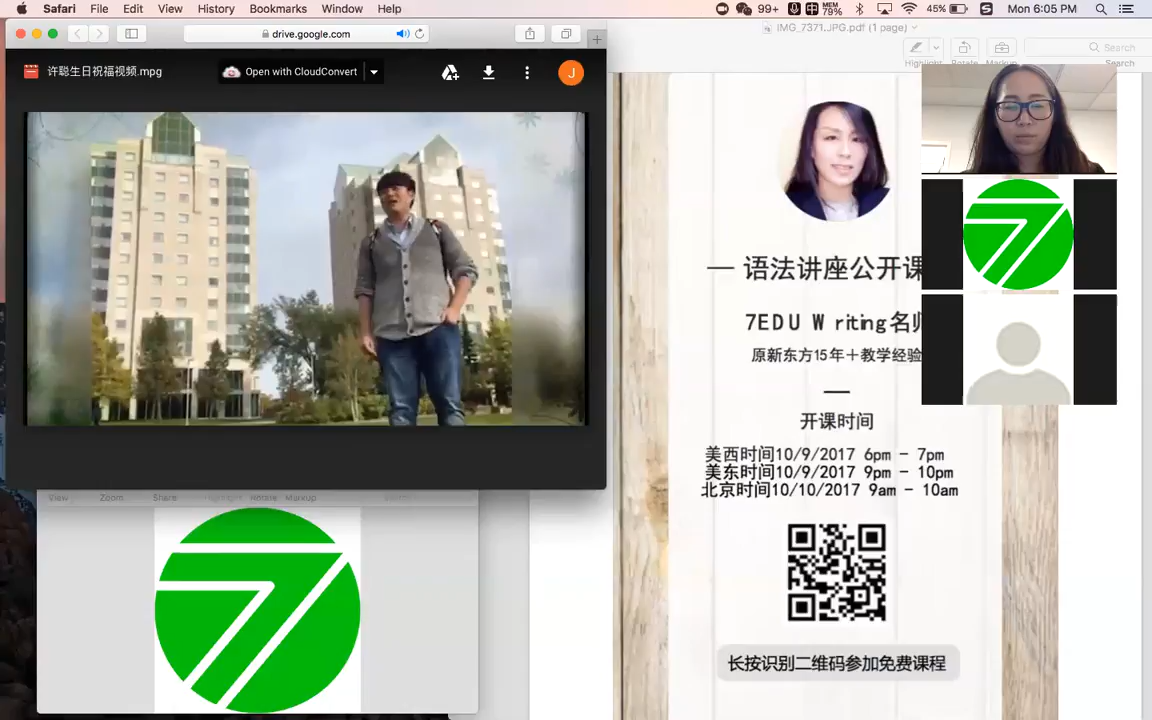 Safari File Edit View History Bookmarks Window Help
99+ 中 MEM 79% 45% S Mon 6:05 PM
drive.google.com
IMG_7371.JPG.pdf (1 page)
Search
Highlight Rotate Markup Search
许聪生日祝福视频.mpg
Open with CloudConvert
J
— 语法讲座公开课
7EDU Writing名师
原新东方15年+教学经验
开课时间
美西时间10/9/2017 6pm - 7pm
美东时间10/9/2017 9pm - 10pm
北京时间10/10/2017 9am - 10am
View Zoom Share Highlight Rotate Markup Search
长按识别二维码参加免费课程